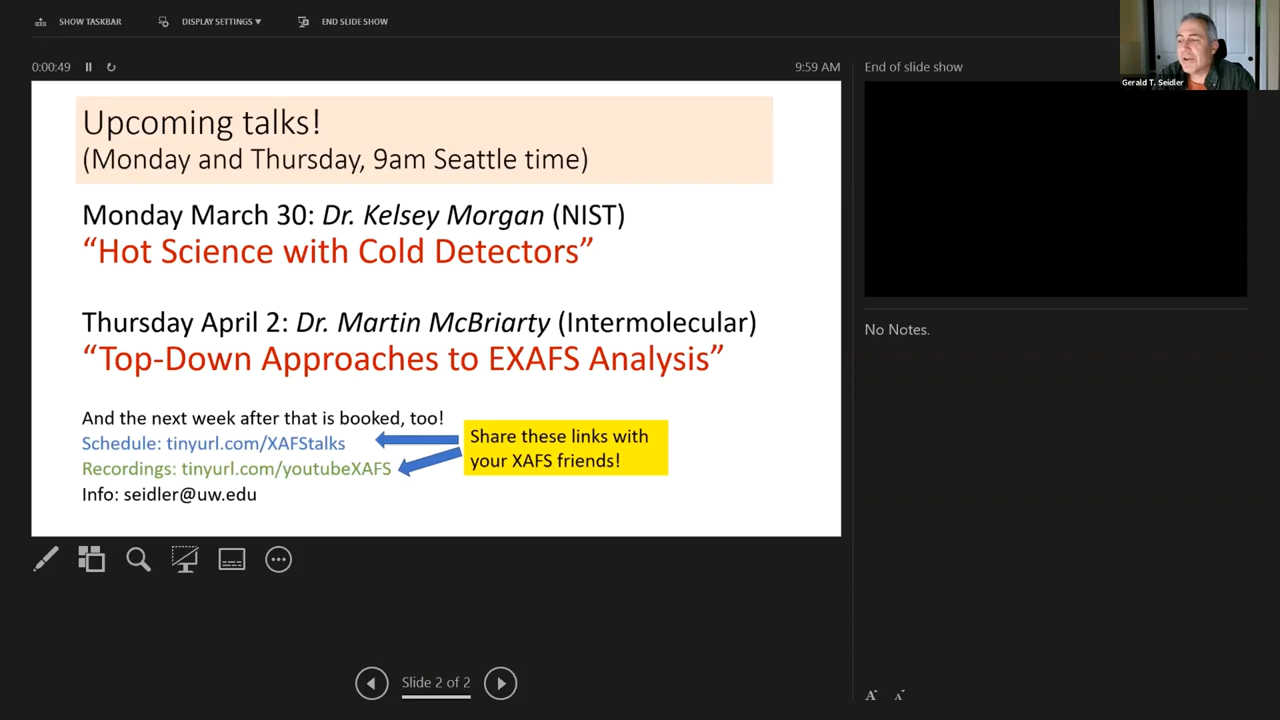 SHOW TASKBAR
DISPLAY SETTINGS ▾
END SLIDE SHOW
0:00:49
9:59 AM
End of slide show
Gerald T. Seidler
Upcoming talks!
(Monday and Thursday, 9am Seattle time)
Monday March 30: Dr. Kelsey Morgan (NIST)
“Hot Science with Cold Detectors”
Thursday April 2: Dr. Martin McBriarty (Intermolecular)
“Top-Down Approaches to EXAFS Analysis”
And the next week after that is booked, too!
Schedule: tinyurl.com/XAFStalks
Recordings: tinyurl.com/youtubeXAFS
Info: seidler@uw.edu
Share these links with
your XAFS friends!
No Notes.
Slide 2 of 2
A A